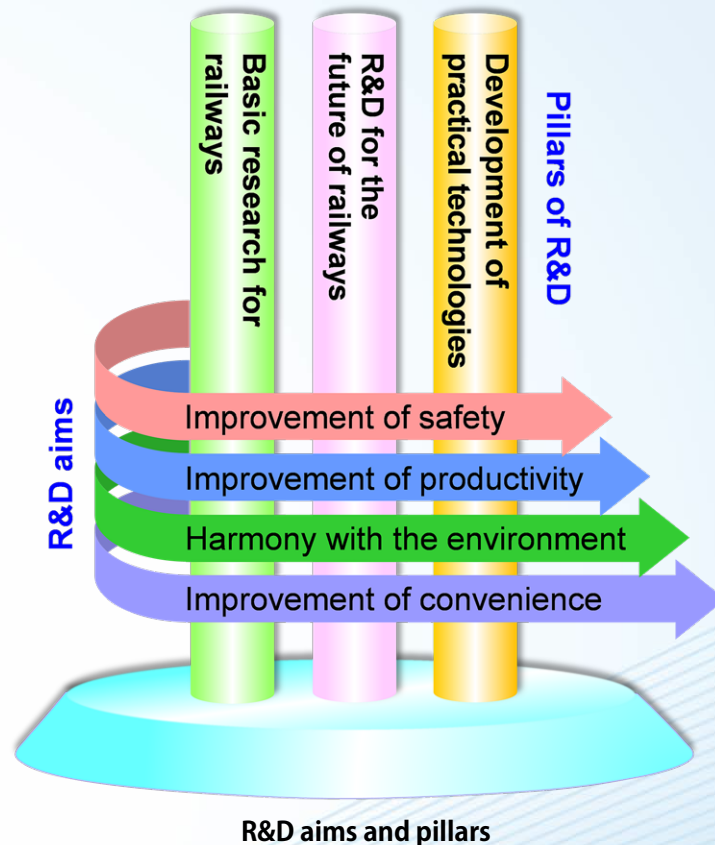 Basic research for
railways
R&D for the
future of railways
Development of
practical technologies
Pillars of R&D
R&D aims
Improvement of safety
Improvement of productivity
Harmony with the environment
Improvement of convenience
R&D aims and pillars